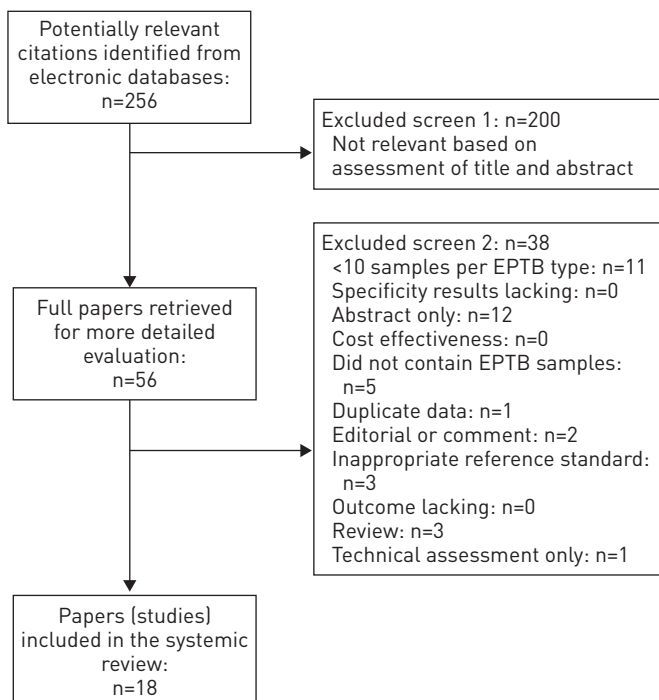 Potentially relevant
citations identified from
electronic databases:
n=256
Excluded screen 1: n=200
Not relevant based on
assessment of title and abstract
Excluded screen 2: n=38
<10 samples per EPTB type: n=11
Specificity results lacking: n=0
Abstract only: n=12
Cost effectiveness: n=0
Did not contain EPTB samples:
n=5
Duplicate data: n=1
Editorial or comment: n=2
Inappropriate reference standard:
n=3
Outcome lacking: n=0
Review: n=3
Technical assessment only: n=1
Full papers retrieved
for more detailed
evaluation:
n=56
Papers (studies)
included in the systemic
review:
n=18